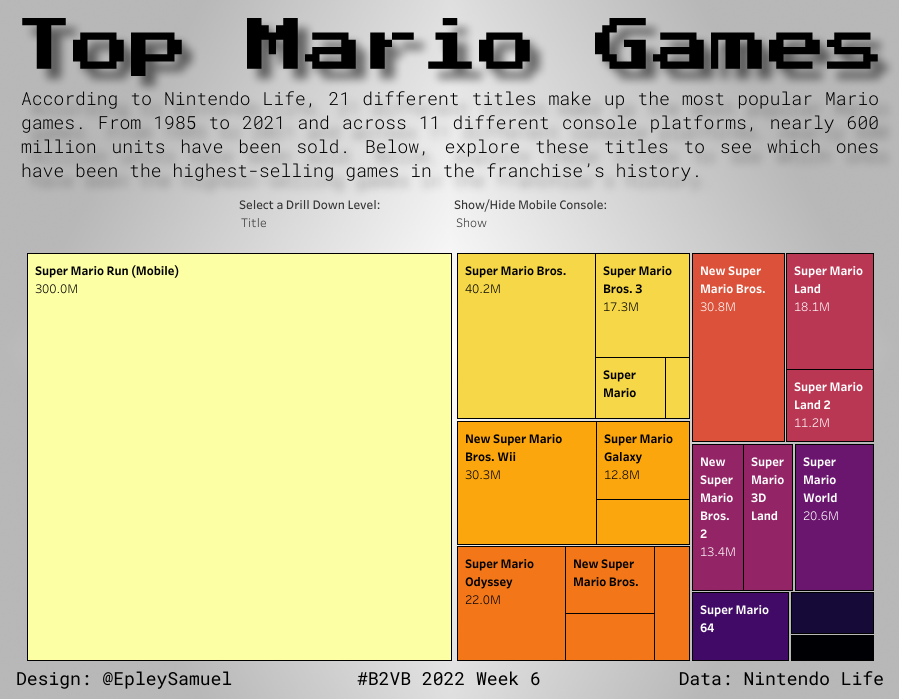 Top Mario Games
According to Nintendo Life, 21 different titles make up the most popular Mario
games. From 1985 to 2021 and across 11 different console platforms, nearly 600
million units have been sold. Below, explore these titles to see which ones
have been the highest-selling games in the franchise's history.
Select a Drill Down Level:
Title
Show/Hide Mobile Console:
Show
Super Mario Run (Mobile)
300.0M
Super Mario Bros.
40.2M
Super Mario
Bros. 3
17.3M
Super
Mario
New Super Mario
Bros. Wii
30.3M
Super Mario
Galaxy
12.8M
Super Mario
Odyssey
22.0M
New Super
Mario Bros.
New Super
Mario Bros.
30.8M
Super Mario
Land
18.1M
Super Mario
Land 2
11.2M
New
Super
Mario
Bros.
2
13.4M
Super
Mario
3D
Land
Super
Mario
World
20.6M
Super Mario
64
Design: @EpleySamuel
#B2VB 2022 Week 6
Data: Nintendo Life